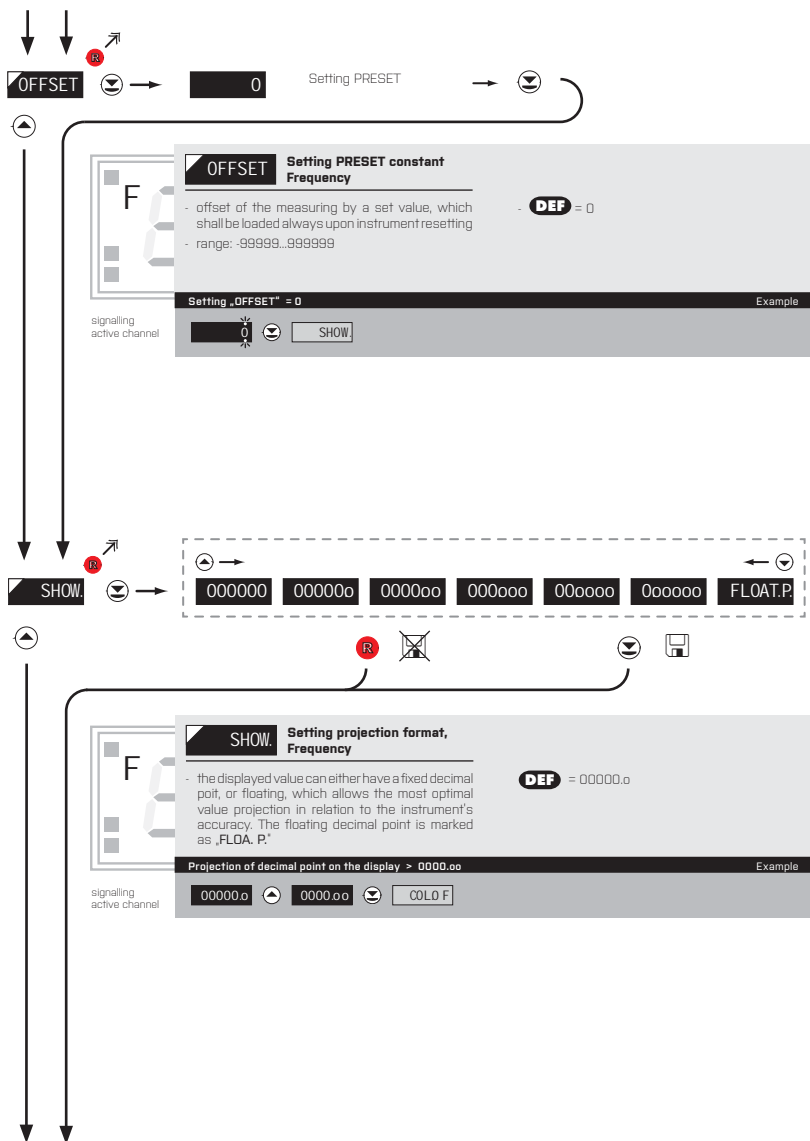 R
OFFSET
0
Setting PRESET
F
OFFSET
Setting PRESET constant
Frequency
- offset of the measuring by a set value, which
shall be loaded always upon instrument resetting
- range: -99999...999999
- DEF = 0
Setting „OFFSET“ = 0
Example
signalling
active channel
0
SHOW.
R
SHOW.
000000
00000o
0000oo
000ooo
00oooo
0ooooo
FLOAT.P.
R
F
SHOW.
Setting projection format,
Frequency
- the displayed value can either have a fixed decimal
poit, or floating, which allows the most optimal
value projection in relation to the instrument's
accuracy. The floating decimal point is marked
as „FLOA. P.“
DEF = 00000.o
Projection of decimal point on the display > 0000.oo
Example
signalling
active channel
00000.o
0000.oo
COLO F